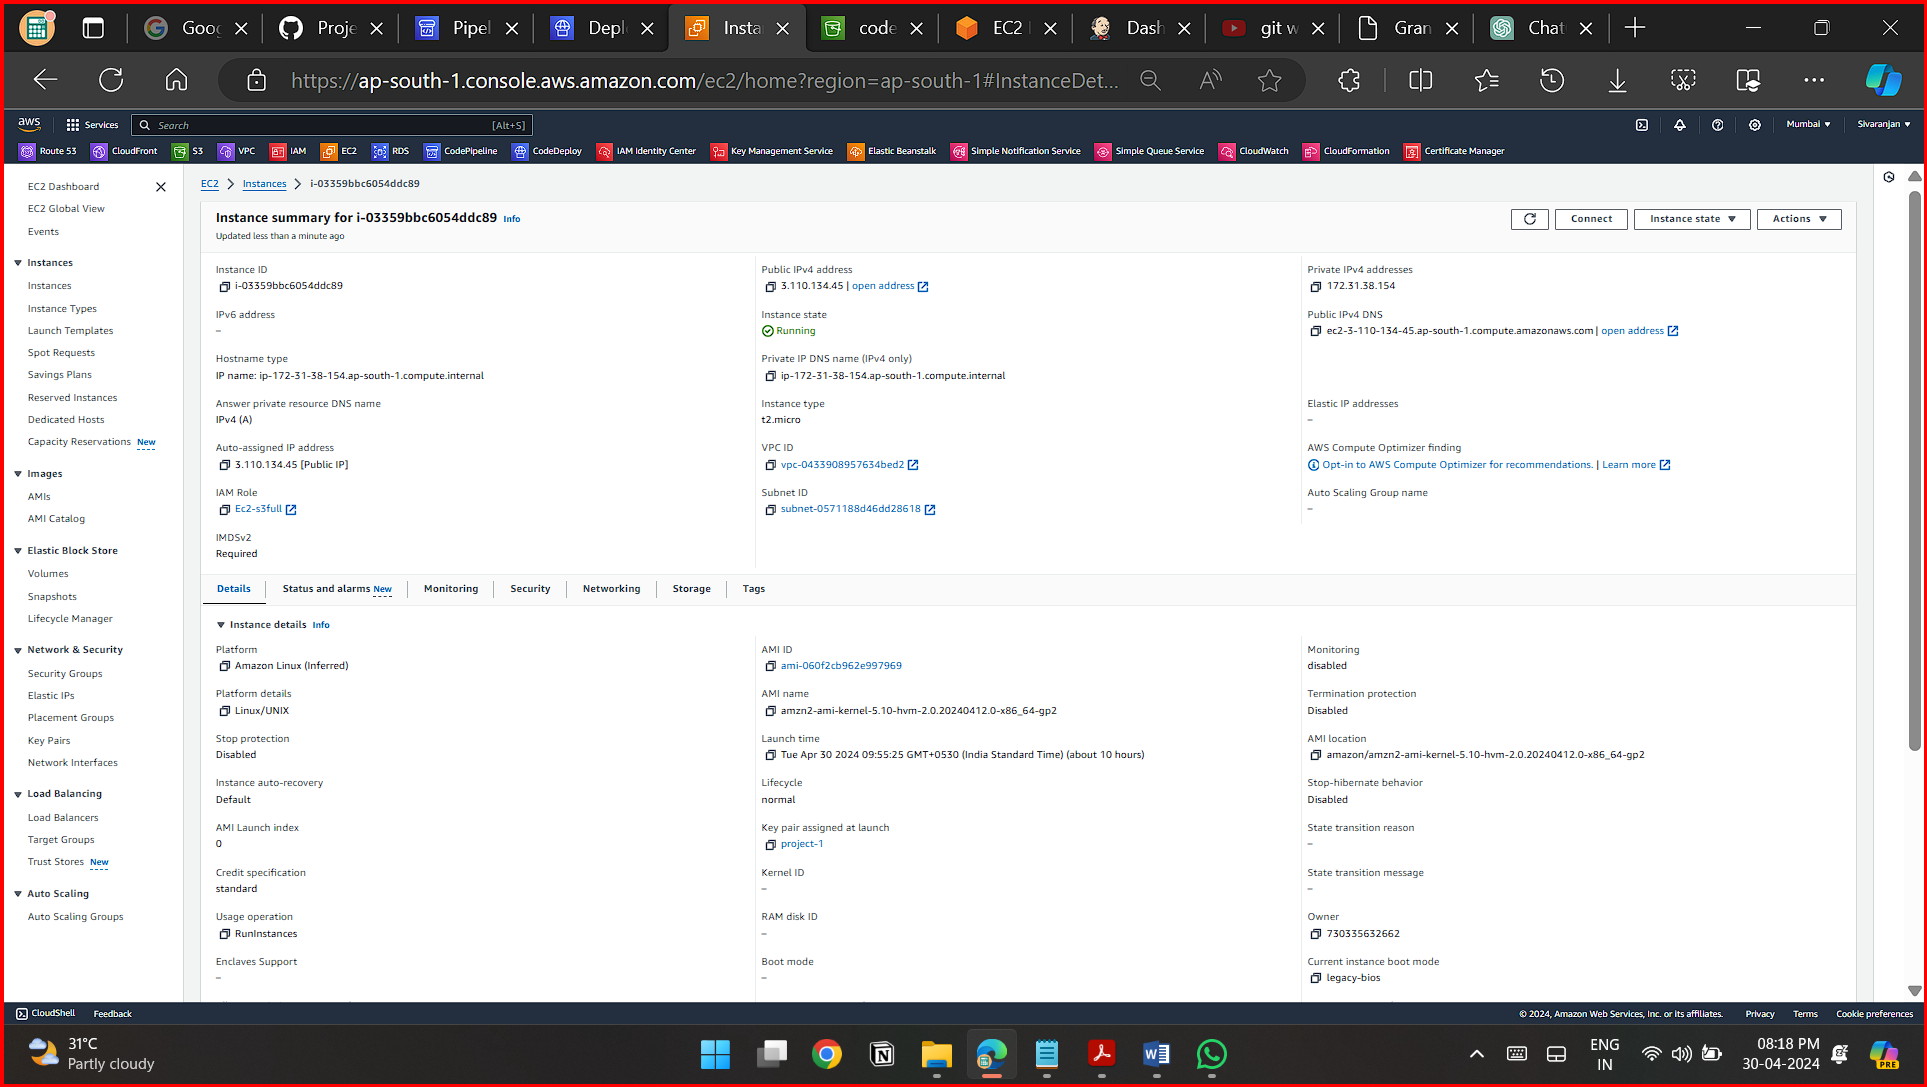 Goog
Proje
Pipel
Deplo
Insta
code
EC2
Dash
git w
Gran
Chat
https://ap-south-1.console.aws.amazon.com/ec2/home?region=ap-south-1#InstanceDet...
aws
Services
Search
[Alt+S]
Mumbai
Sivaranjan
Route 53
CloudFront
S3
VPC
IAM
EC2
RDS
CodePipeline
CodeDeploy
IAM Identity Center
Key Management Service
Elastic Beanstalk
Simple Notification Service
Simple Queue Service
CloudWatch
CloudFormation
Certificate Manager
EC2 Dashboard
EC2 Global View
Events
Instances
Instances
Instance Types
Launch Templates
Spot Requests
Savings Plans
Reserved Instances
Dedicated Hosts
Capacity Reservations New
Images
AMIs
AMI Catalog
Elastic Block Store
Volumes
Snapshots
Lifecycle Manager
Network & Security
Security Groups
Elastic IPs
Placement Groups
Key Pairs
Network Interfaces
Load Balancing
Load Balancers
Target Groups
Trust Stores New
Auto Scaling
Auto Scaling Groups
EC2 > Instances > i-03359bbc6054ddc89
Instance summary for i-03359bbc6054ddc89 Info
Updated less than a minute ago
Connect
Instance state
Actions
Instance ID
i-03359bbc6054ddc89
Public IPv4 address
3.110.134.45 | open address
Private IPv4 addresses
172.31.38.154
IPv6 address
–
Instance state
Running
Public IPv4 DNS
ec2-3-110-134-45.ap-south-1.compute.amazonaws.com | open address
Hostname type
IP name: ip-172-31-38-154.ap-south-1.compute.internal
Private IP DNS name (IPv4 only)
ip-172-31-38-154.ap-south-1.compute.internal
Answer private resource DNS name
IPv4 (A)
Instance type
t2.micro
Elastic IP addresses
–
Auto-assigned IP address
3.110.134.45 [Public IP]
VPC ID
vpc-0433908957634bed2
AWS Compute Optimizer finding
Opt-in to AWS Compute Optimizer for recommendations. | Learn more
IAM Role
Ec2-s3full
Subnet ID
subnet-0571188d46dd28618
Auto Scaling Group name
–
IMDSv2
Required
Details
Status and alarms New
Monitoring
Security
Networking
Storage
Tags
Instance details Info
Platform
Amazon Linux (Inferred)
AMI ID
ami-060f2cb962e997969
Monitoring
disabled
Platform details
Linux/UNIX
AMI name
amzn2-ami-kernel-5.10-hvm-2.0.20240412.0-x86_64-gp2
Termination protection
Disabled
Stop protection
Disabled
Launch time
Tue Apr 30 2024 09:55:25 GMT+0530 (India Standard Time) (about 10 hours)
AMI location
amazon/amzn2-ami-kernel-5.10-hvm-2.0.20240412.0-x86_64-gp2
Instance auto-recovery
Default
Lifecycle
normal
Stop-hibernate behavior
Disabled
AMI Launch index
0
Key pair assigned at launch
project-1
State transition reason
–
Credit specification
standard
Kernel ID
–
State transition message
–
Usage operation
RunInstances
RAM disk ID
–
Owner
730335632662
Enclaves Support
–
Boot mode
–
Current instance boot mode
legacy-bios
CloudShell
Feedback
© 2024, Amazon Web Services, Inc. or its affiliates.
Privacy
Terms
Cookie preferences
31°C
Partly cloudy
ENG
IN
08:18 PM
30-04-2024
PRE